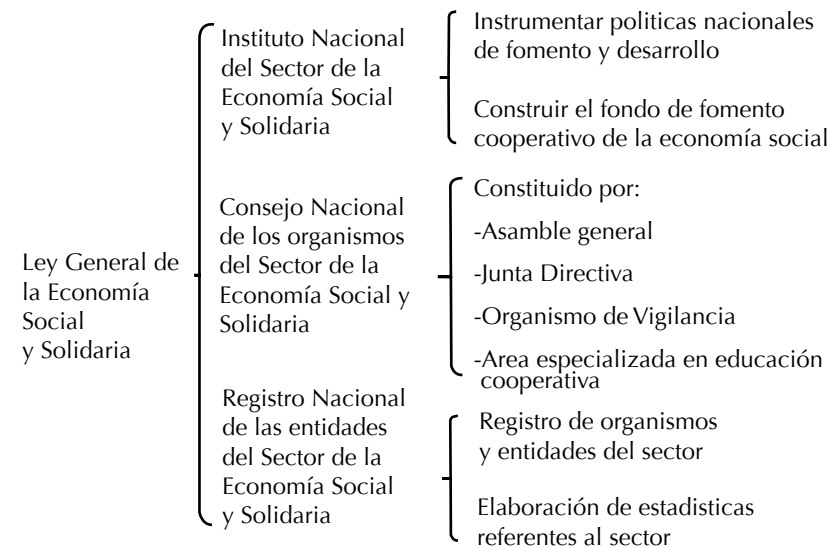 Ley General de
la Economía
Social
y Solidaria
Instituto Nacional
del Sector de la
Economía Social
y Solidaria
Instrumentar politicas nacionales
de fomento y desarrollo
Construir el fondo de fomento
cooperativo de la economía social
Consejo Nacional
de los organismos
del Sector de la
Economía Social y
Solidaria
Constituido por:
-Asamble general
-Junta Directiva
-Organismo de Vigilancia
-Area especializada en educación
cooperativa
Registro Nacional
de las entidades
del Sector de la
Economía Social
y Solidaria
Registro de organismos
y entidades del sector
Elaboración de estadisticas
referentes al sector